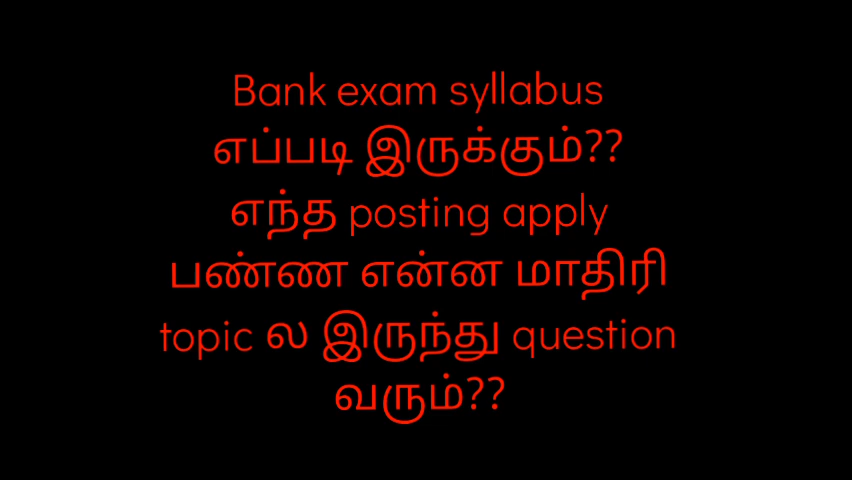 Bank exam syllabus
எப்படி இருக்கும்??
எந்த posting apply
பண்ண என்ன மாதிரி
topic ல இருந்து question
வரும்??